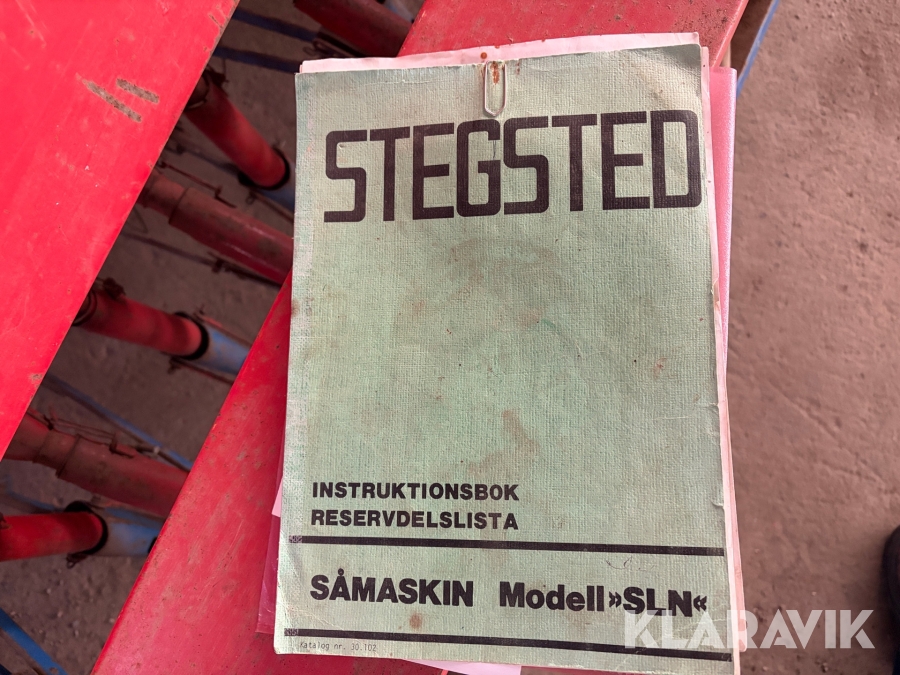 STEGSTED
INSTRUKTIONSBOK
RESERVDELSLISTA
SÅMASKIN Modell »SLN«
Katalog nr. 30.102
KLARAVIK